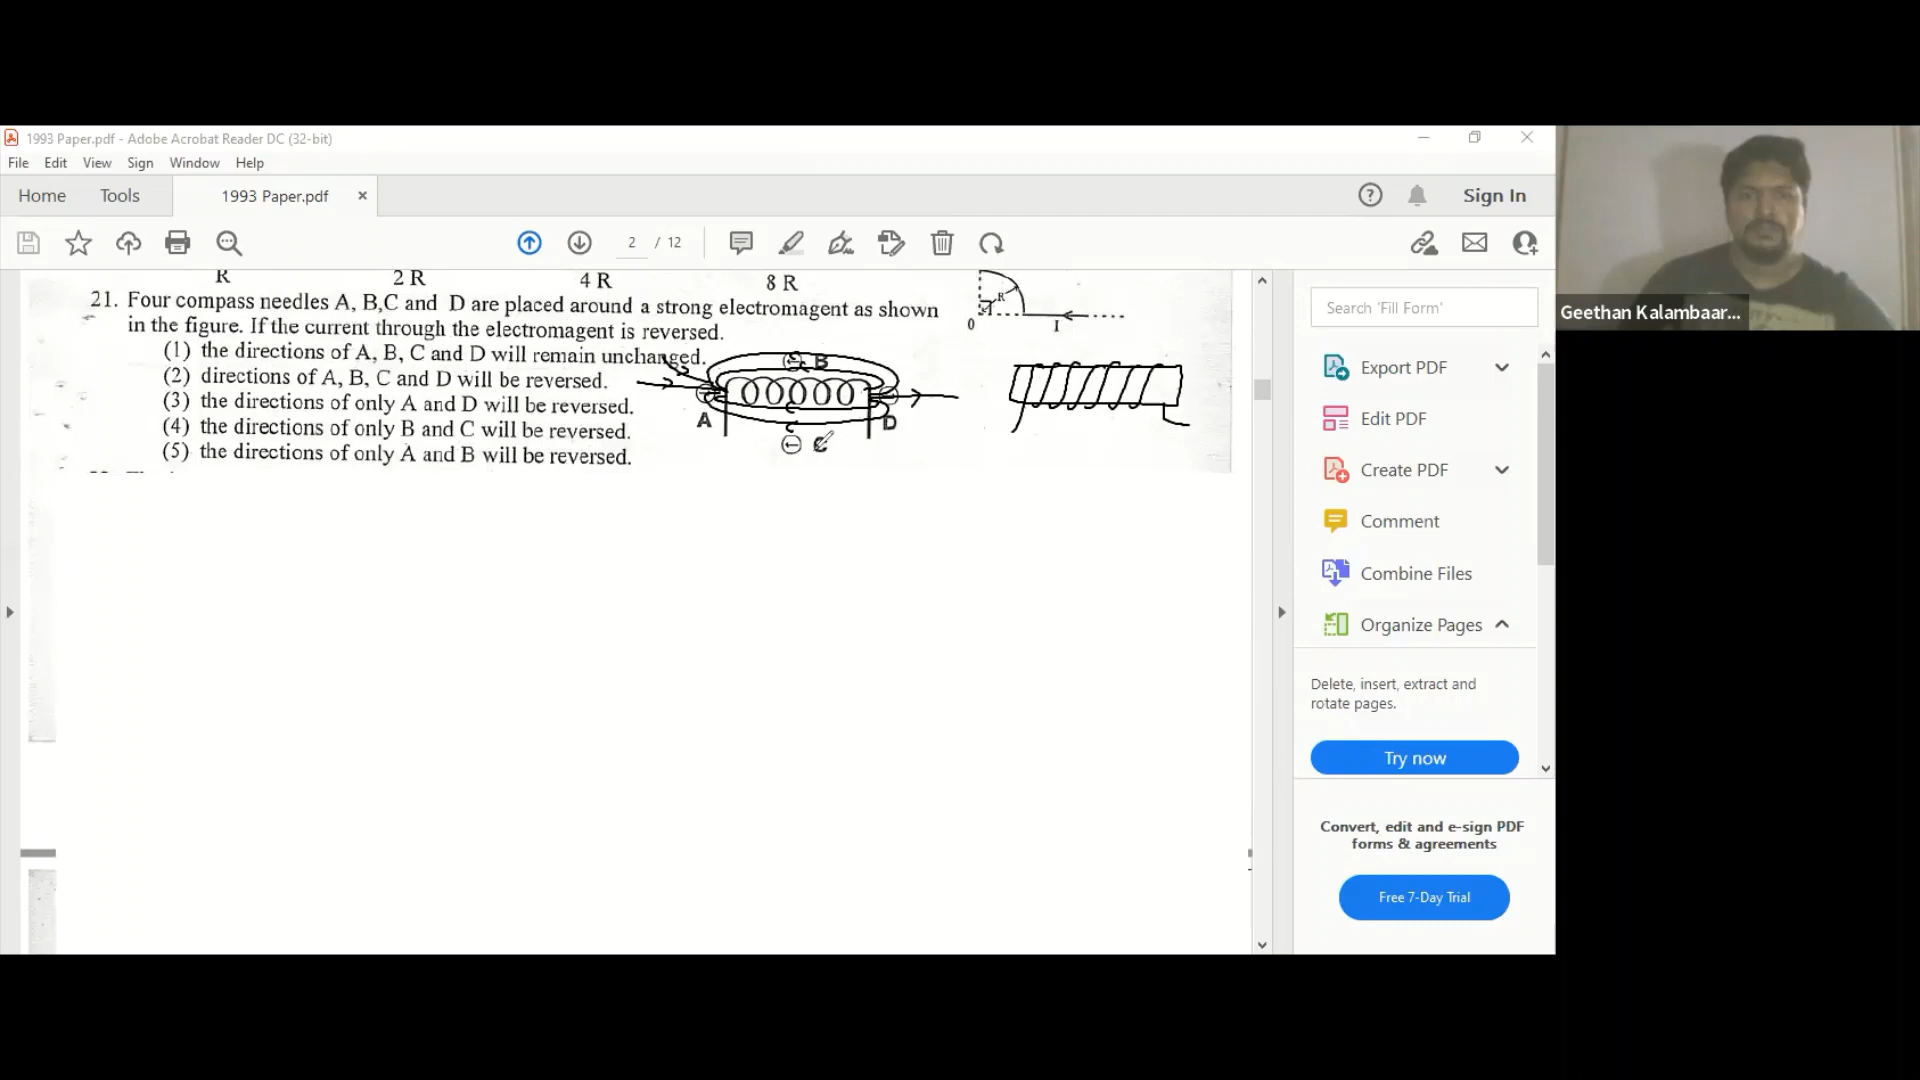 1993 Paper.pdf - Adobe Acrobat Reader DC (32-bit)
File Edit View Sign Window Help
Home Tools 1993 Paper.pdf × Sign In
2 / 12
R 2 R 4 R 8 R
21. Four compass needles A, B,C and D are placed around a strong electromagent as shown
in the figure. If the current through the electromagent is reversed.
(1) the directions of A, B, C and D will remain unchanged.
(2) directions of A, B, C and D will be reversed.
(3) the directions of only A and D will be reversed.
(4) the directions of only B and C will be reversed.
(5) the directions of only A and B will be reversed.
B
A
D
R
0
I
Search 'Fill Form'
Export PDF
Edit PDF
Create PDF
Comment
Combine Files
Organize Pages
Delete, insert, extract and
rotate pages.
Try now
Convert, edit and e-sign PDF
forms & agreements
Free 7-Day Trial
Geethan Kalambaar...